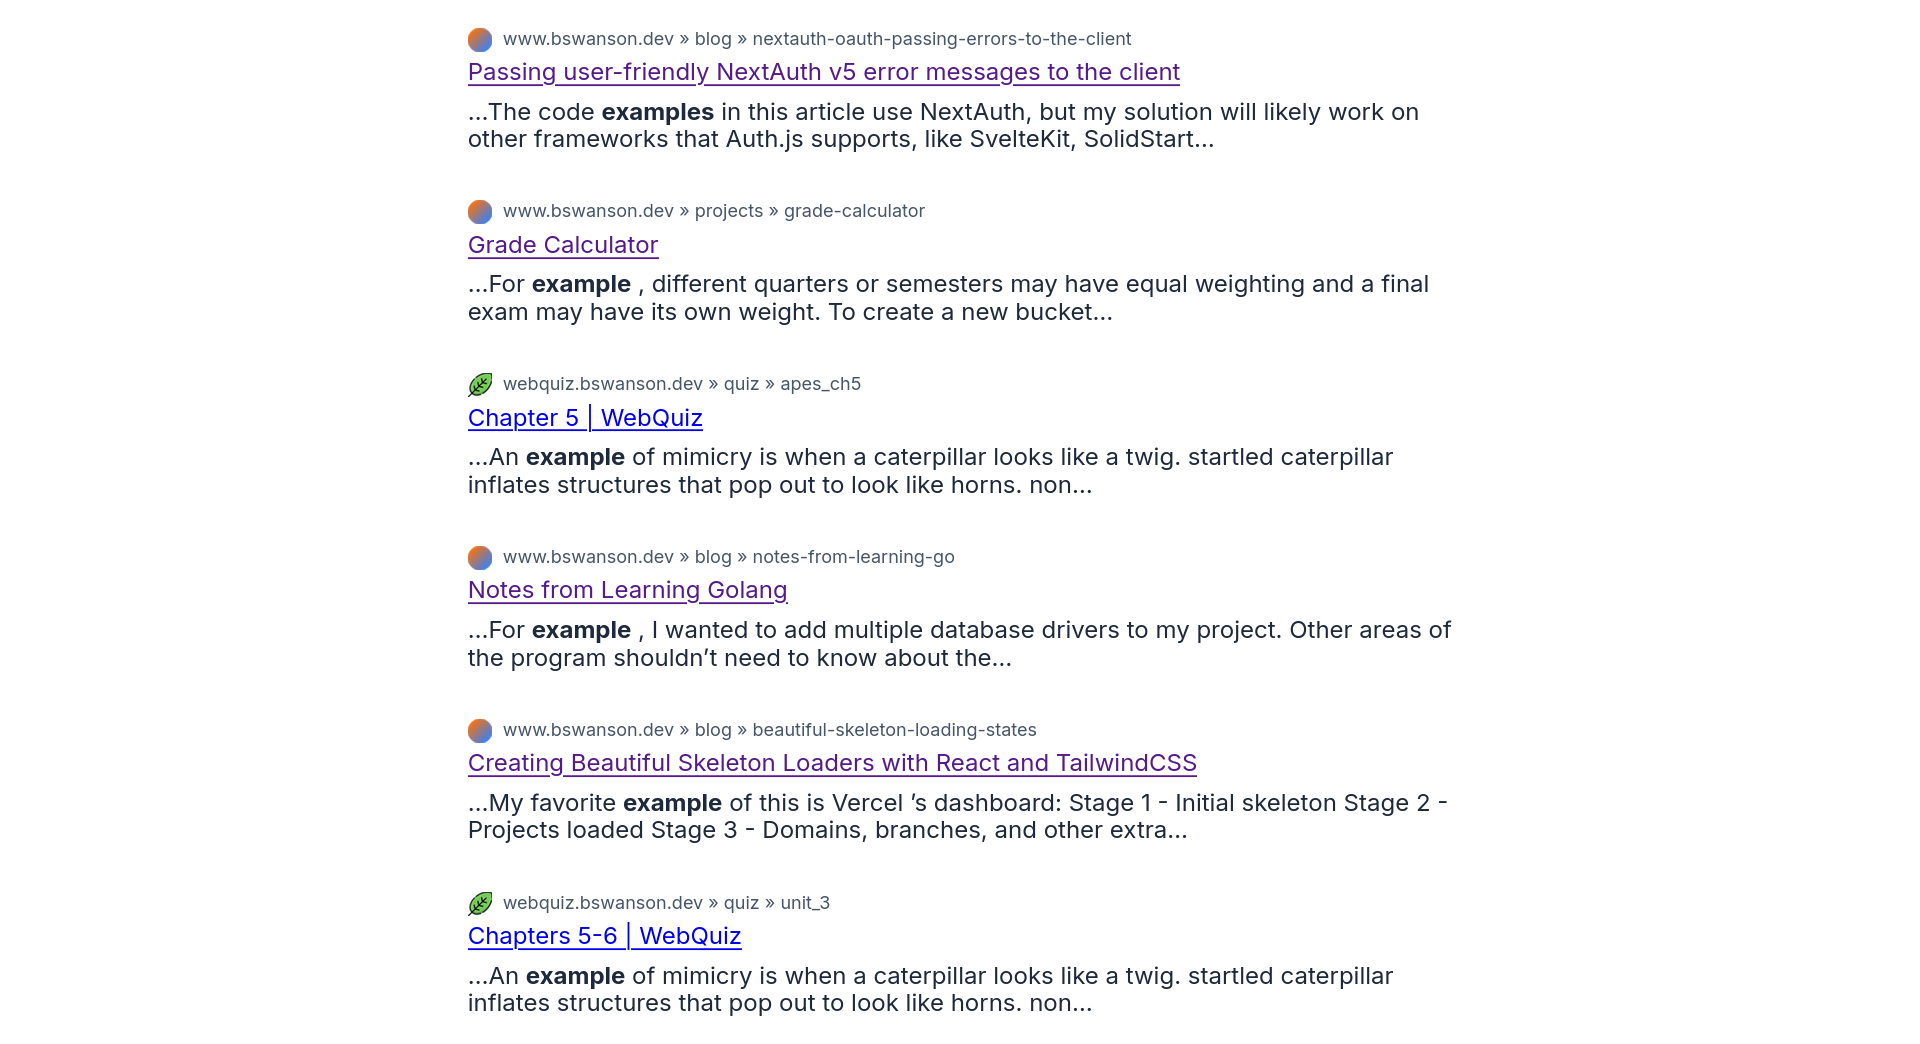 www.bswanson.dev » blog » nextauth-oauth-passing-errors-to-the-client
Passing user-friendly NextAuth v5 error messages to the client
...The code examples in this article use NextAuth, but my solution will likely work on
other frameworks that Auth.js supports, like SvelteKit, SolidStart...
www.bswanson.dev » projects » grade-calculator
Grade Calculator
...For example , different quarters or semesters may have equal weighting and a final
exam may have its own weight. To create a new bucket...
webquiz.bswanson.dev » quiz » apes_ch5
Chapter 5 | WebQuiz
...An example of mimicry is when a caterpillar looks like a twig. startled caterpillar
inflates structures that pop out to look like horns. non...
www.bswanson.dev » blog » notes-from-learning-go
Notes from Learning Golang
...For example , I wanted to add multiple database drivers to my project. Other areas of
the program shouldn’t need to know about the...
www.bswanson.dev » blog » beautiful-skeleton-loading-states
Creating Beautiful Skeleton Loaders with React and TailwindCSS
...My favorite example of this is Vercel ’s dashboard: Stage 1 - Initial skeleton Stage 2 -
Projects loaded Stage 3 - Domains, branches, and other extra...
webquiz.bswanson.dev » quiz » unit_3
Chapters 5-6 | WebQuiz
...An example of mimicry is when a caterpillar looks like a twig. startled caterpillar
inflates structures that pop out to look like horns. non...